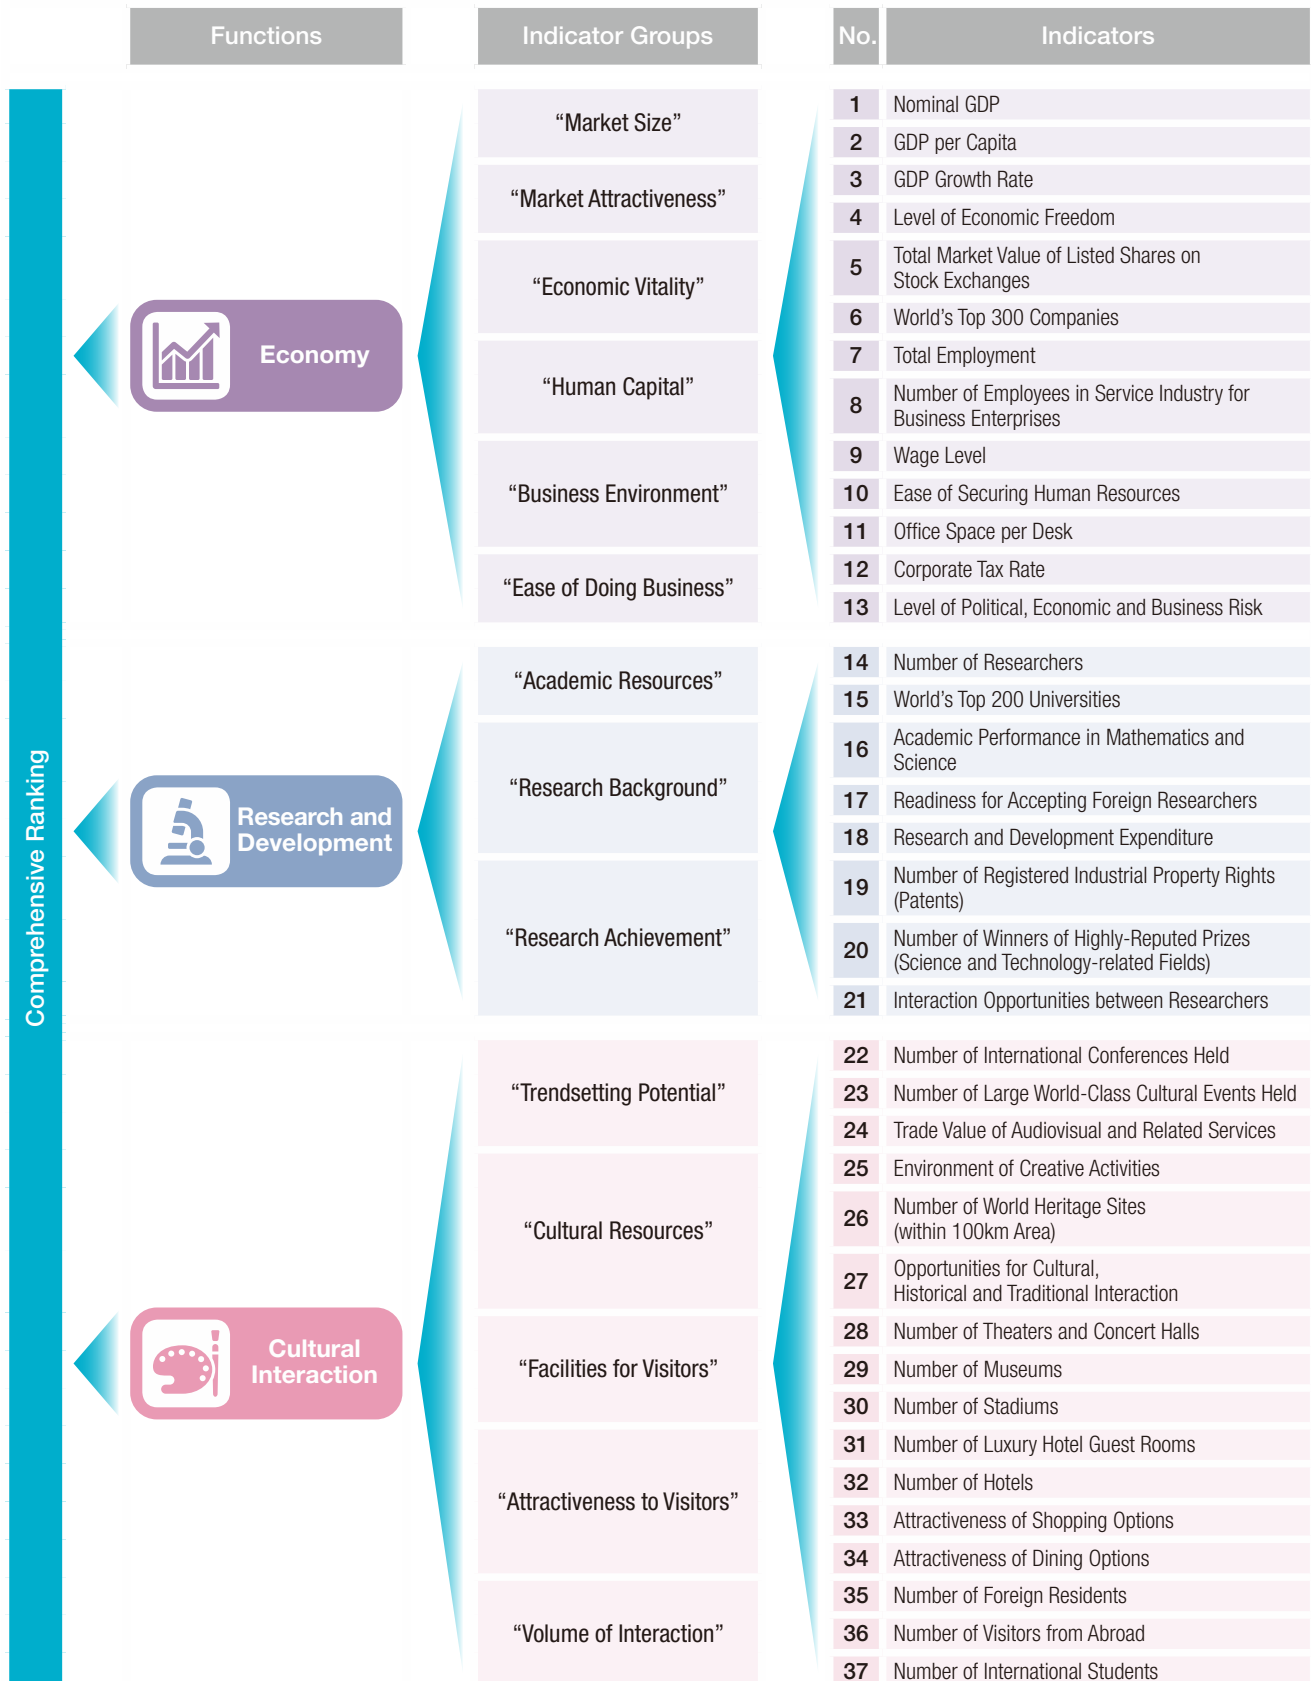 Functions
Indicator Groups
No.
Indicators
Comprehensive Ranking
Economy
“Market Size”
“Market Attractiveness”
“Economic Vitality”
“Human Capital”
“Business Environment”
“Ease of Doing Business”
1 Nominal GDP
2 GDP per Capita
3 GDP Growth Rate
4 Level of Economic Freedom
5 Total Market Value of Listed Shares on
Stock Exchanges
6 World’s Top 300 Companies
7 Total Employment
8 Number of Employees in Service Industry for
Business Enterprises
9 Wage Level
10 Ease of Securing Human Resources
11 Office Space per Desk
12 Corporate Tax Rate
13 Level of Political, Economic and Business Risk
Research and
Development
“Academic Resources”
“Research Background”
“Research Achievement”
14 Number of Researchers
15 World’s Top 200 Universities
16 Academic Performance in Mathematics and
Science
17 Readiness for Accepting Foreign Researchers
18 Research and Development Expenditure
19 Number of Registered Industrial Property Rights
(Patents)
20 Number of Winners of Highly-Reputed Prizes
(Science and Technology-related Fields)
21 Interaction Opportunities between Researchers
Cultural
Interaction
“Trendsetting Potential”
“Cultural Resources”
“Facilities for Visitors”
“Attractiveness to Visitors”
“Volume of Interaction”
22 Number of International Conferences Held
23 Number of Large World-Class Cultural Events Held
24 Trade Value of Audiovisual and Related Services
25 Environment of Creative Activities
26 Number of World Heritage Sites
(within 100km Area)
27 Opportunities for Cultural,
Historical and Traditional Interaction
28 Number of Theaters and Concert Halls
29 Number of Museums
30 Number of Stadiums
31 Number of Luxury Hotel Guest Rooms
32 Number of Hotels
33 Attractiveness of Shopping Options
34 Attractiveness of Dining Options
35 Number of Foreign Residents
36 Number of Visitors from Abroad
37 Number of International Students